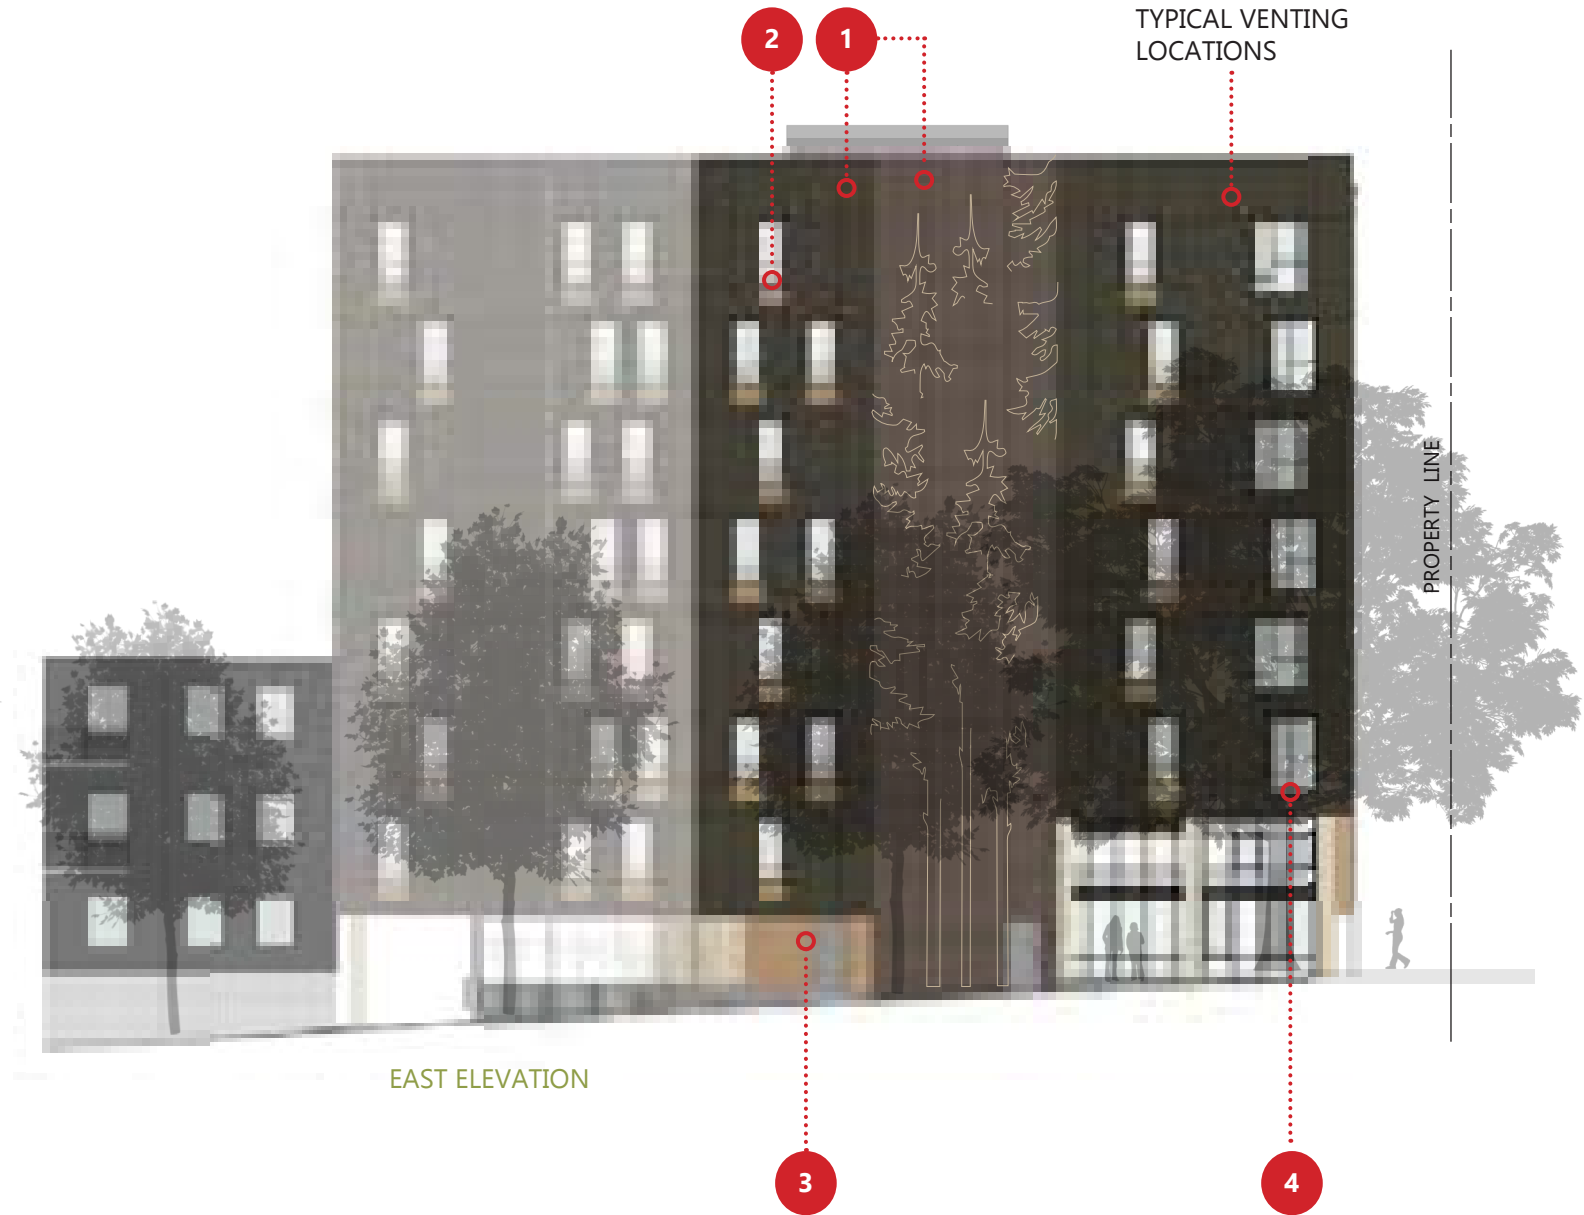 2
1
TYPICAL VENTING
LOCATIONS
PROPERTY LINE
EAST ELEVATION
3
4